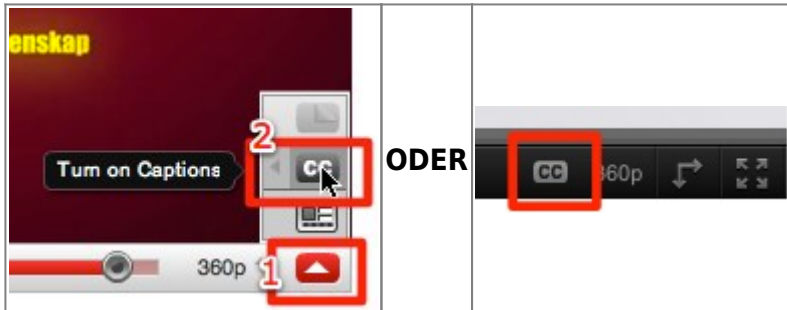 enskap
2
CC
Turn on Captions
360p
1
ODER
CC
360p